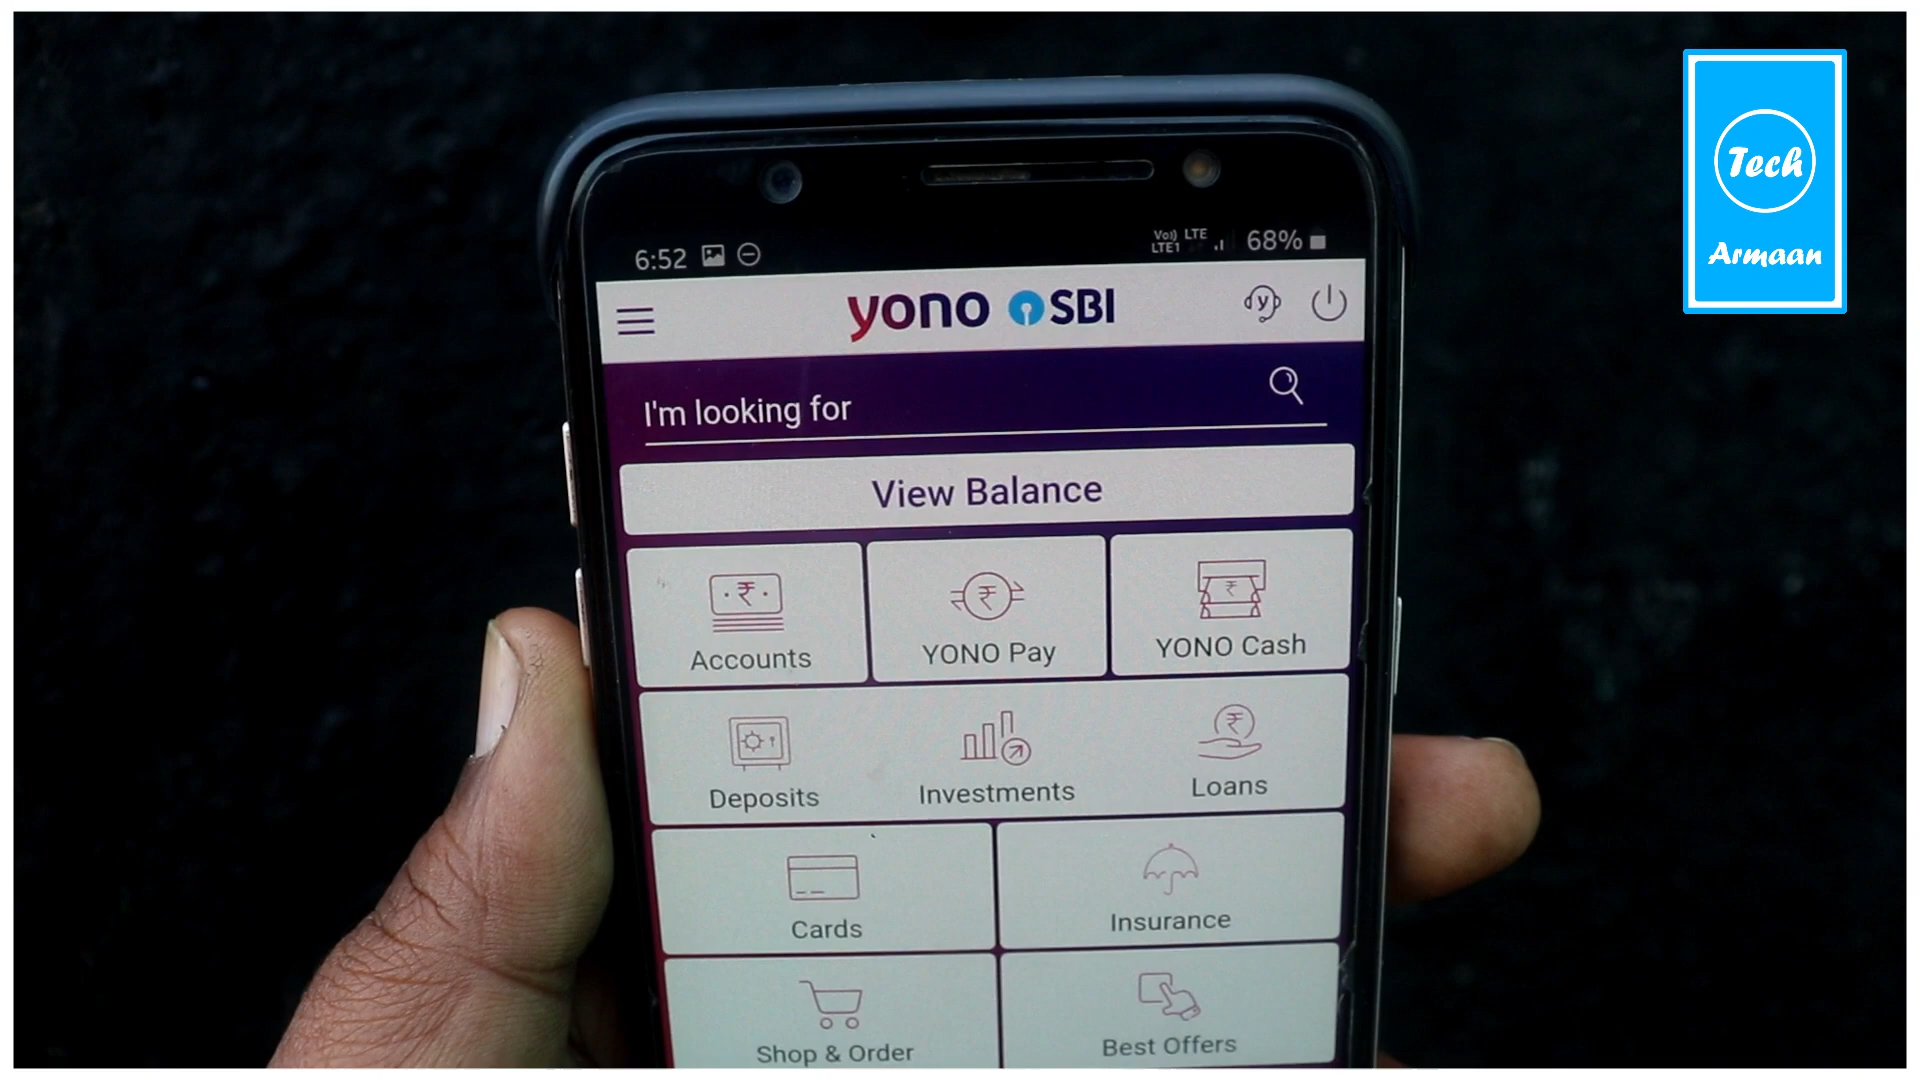 Tech
Armaan
6:52
Vo) LTE
LTE1
68%
yono SBI
y
I'm looking for
View Balance
Accounts
YONO Pay
YONO Cash
Deposits
Investments
Loans
Cards
Insurance
Shop & Order
Best Offers